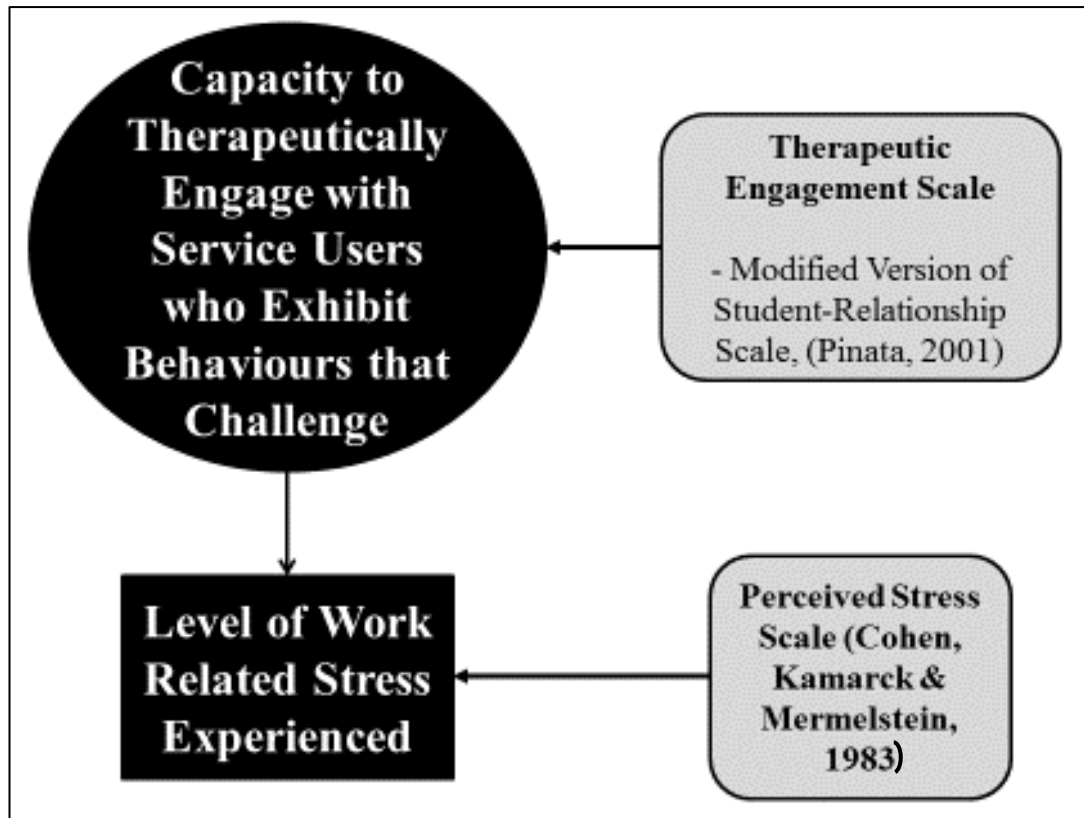 Capacity to
Therapeutically
Engage with
Service Users
who Exhibit
Behaviours that
Challenge
Therapeutic
Engagement Scale
- Modified Version of
Student-Relationship
Scale, (Pinata, 2001)
Level of Work
Related Stress
Experienced
Perceived Stress
Scale (Cohen,
Kamarck &
Mermelstein,
1983)